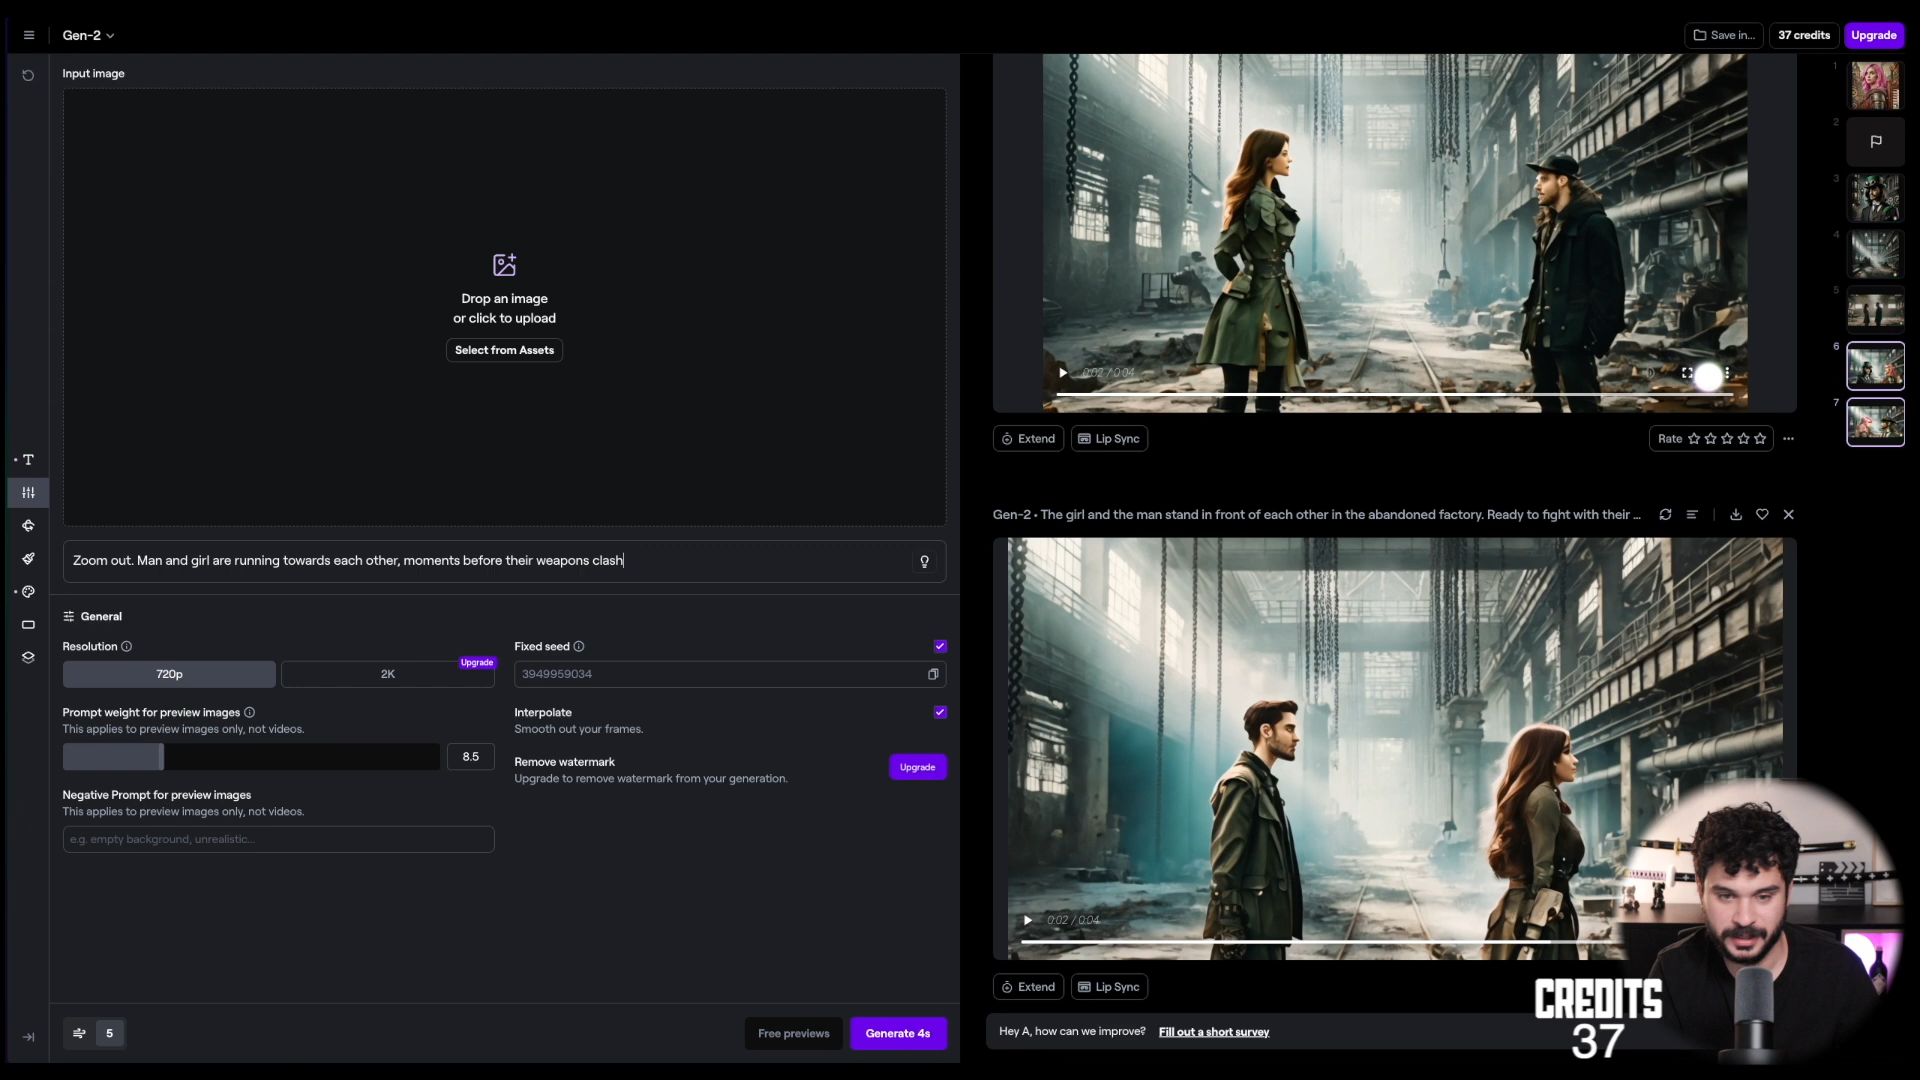 Gen-2
Save in...
37 credits
Upgrade
Input image
Drop an image
or click to upload
Select from Assets
Zoom out. Man and girl are running towards each other, moments before their weapons clash
General
Resolution
720p
2K
Upgrade
Fixed seed
3949959034
Prompt weight for preview images
This applies to preview images only, not videos.
8.5
Interpolate
Smooth out your frames.
Remove watermark
Upgrade to remove watermark from your generation.
Upgrade
Negative Prompt for preview images
This applies to preview images only, not videos.
e.g. empty background, unrealistic...
5
Free previews
Generate 4s
0:02 / 0:04
Extend
Lip Sync
Rate
Gen-2 • The girl and the man stand in front of each other in the abandoned factory. Ready to fight with their ...
0:02 / 0:04
Extend
Lip Sync
Hey A, how can we improve? Fill out a short survey
1
2
3
4
5
6
7
CREDITS
37